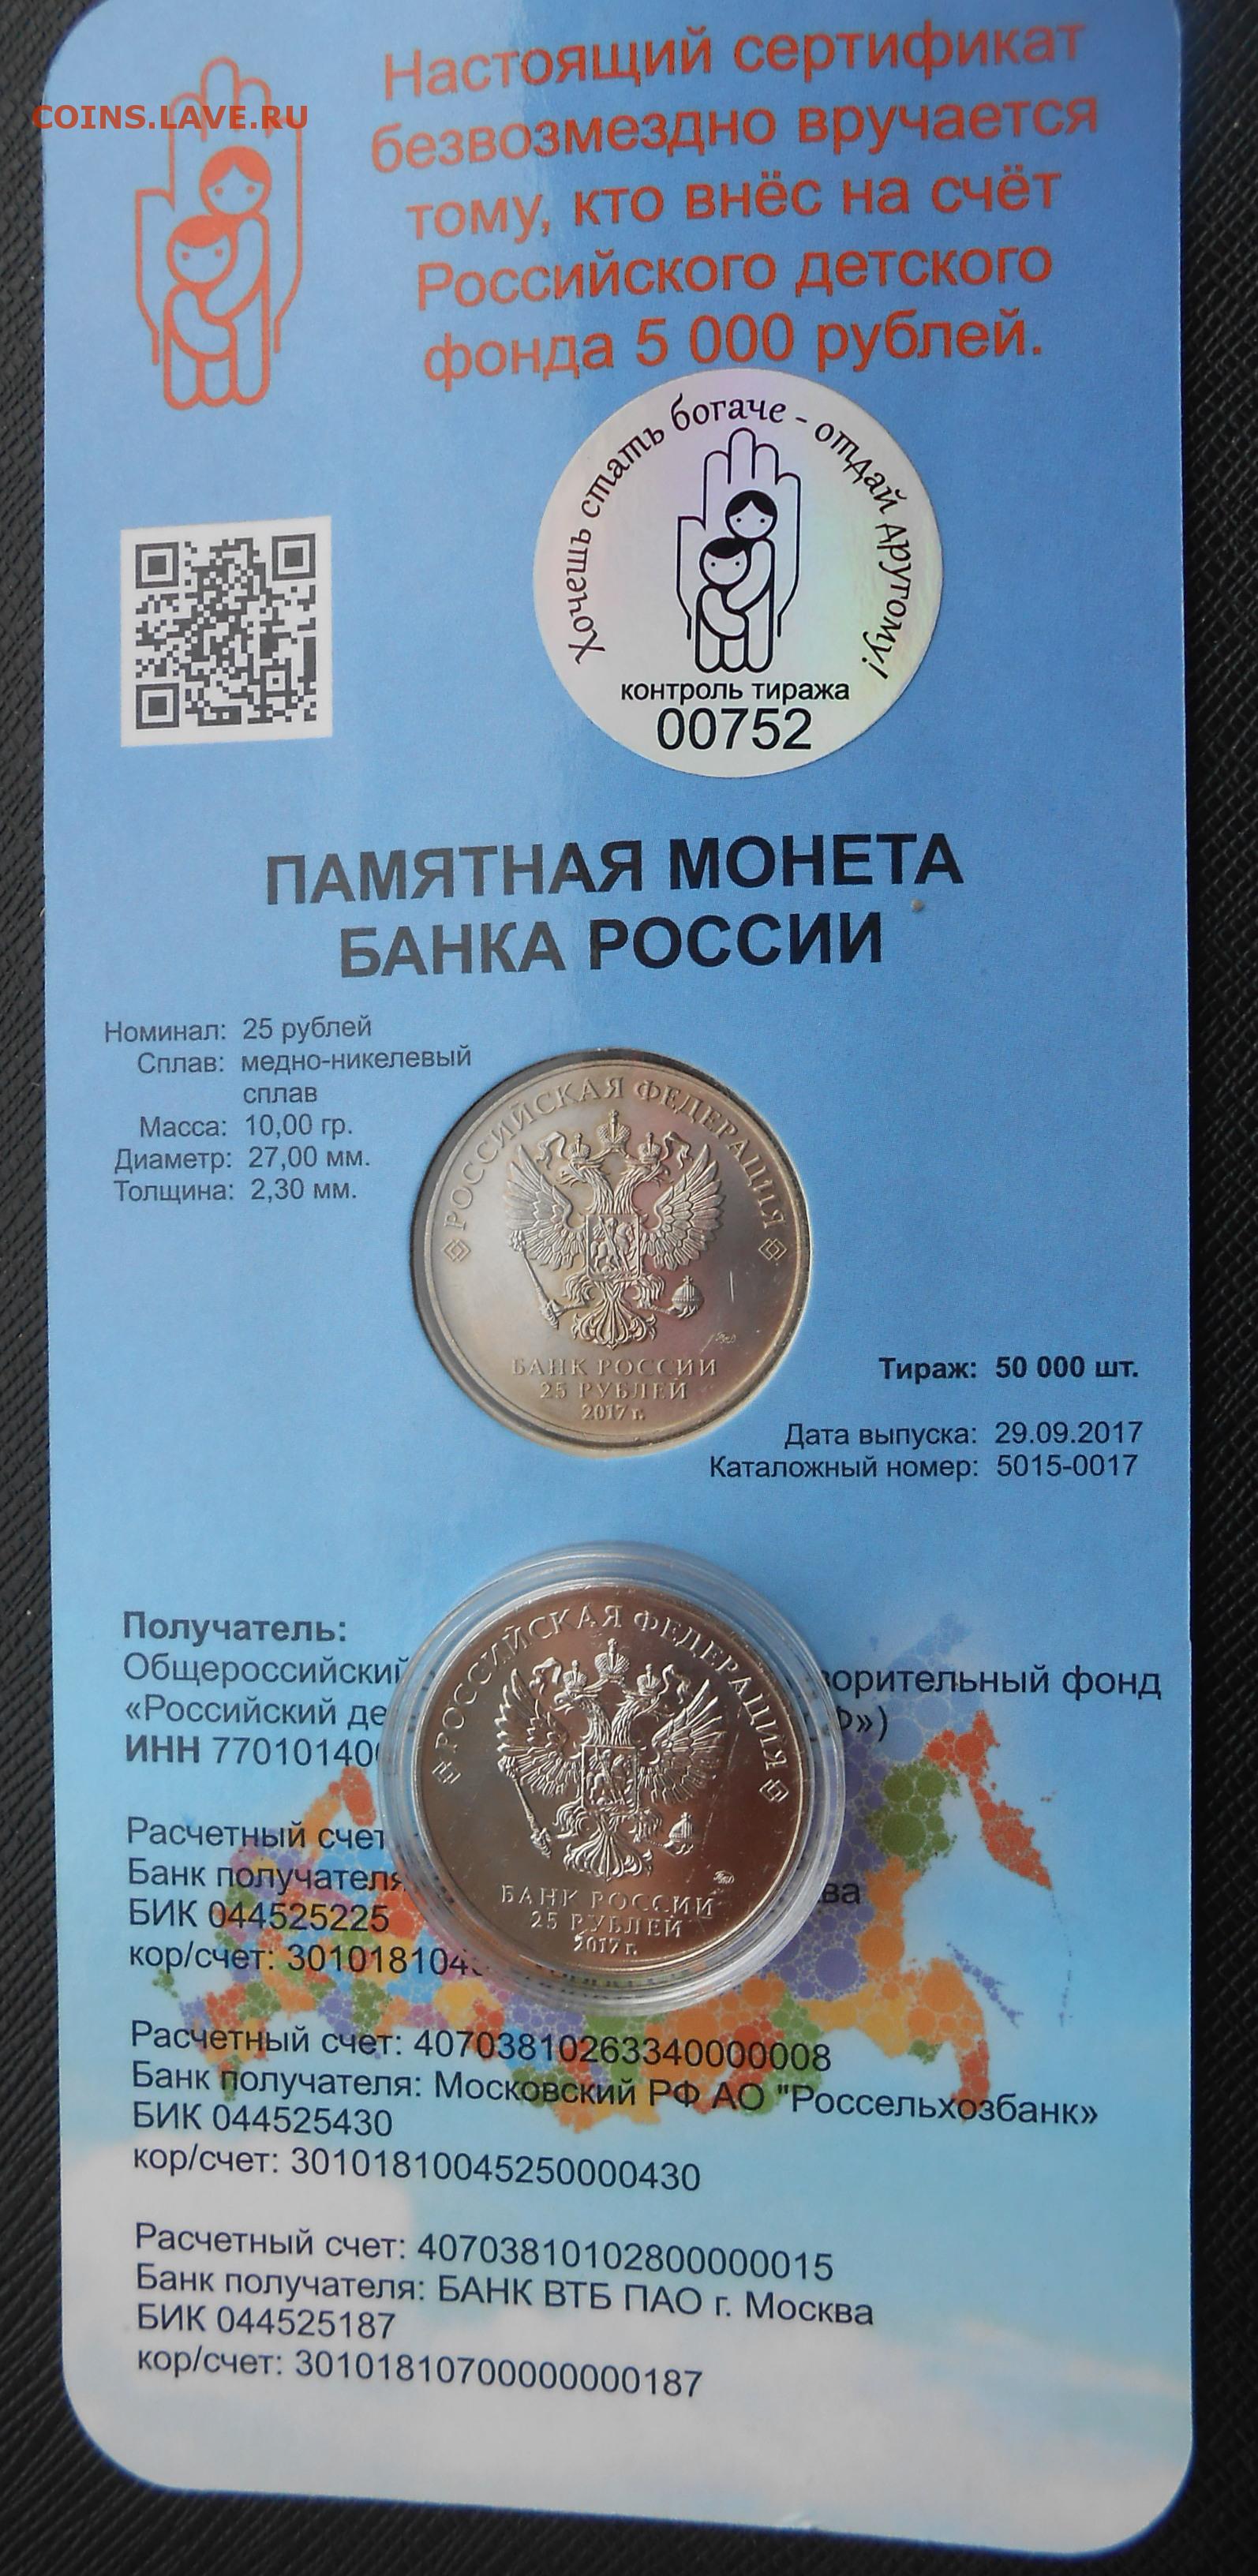 COINS.LAVE.RU
Настоящий сертификат
безвозмездно вручается
тому, кто внёс на счёт
Российского детского
фонда 5 000 рублей.
Хочешь стать богаче - отдай другому!
контроль тиража
00752
ПАМЯТНАЯ МОНЕТА
БАНКА РОССИИ
Номинал: 25 рублей
Сплав: медно-никелевый
сплав
Масса: 10,00 гр.
Диаметр: 27,00 мм.
Толщина: 2,30 мм.
РОССИЙСКАЯ ФЕДЕРАЦИЯ
БАНК РОССИИ
25 РУБЛЕЙ
2017 г.
Тираж: 50 000 шт.
Дата выпуска: 29.09.2017
Каталожный номер: 5015-0017
Получатель:
Общероссийский
ворительный фонд
«Российский де
Ф»)
ИНН 77010140
РОССИЙСКАЯ ФЕДЕРАЦИЯ
БАНК РОССИИ
25 РУБЛЕЙ
2017 г.
Расчетный счет
Банк получателя
ва
БИК 044525225
кор/счет: 301018104
Расчетный счет: 40703810263340000008
Банк получателя: Московский РФ АО "Россельхозбанк»
БИК 044525430
кор/счет: 30101810045250000430
Расчетный счет: 40703810102800000015
Банк получателя: БАНК ВТБ ПАО г. Москва
БИК 044525187
кор/счет: 30101810700000000187